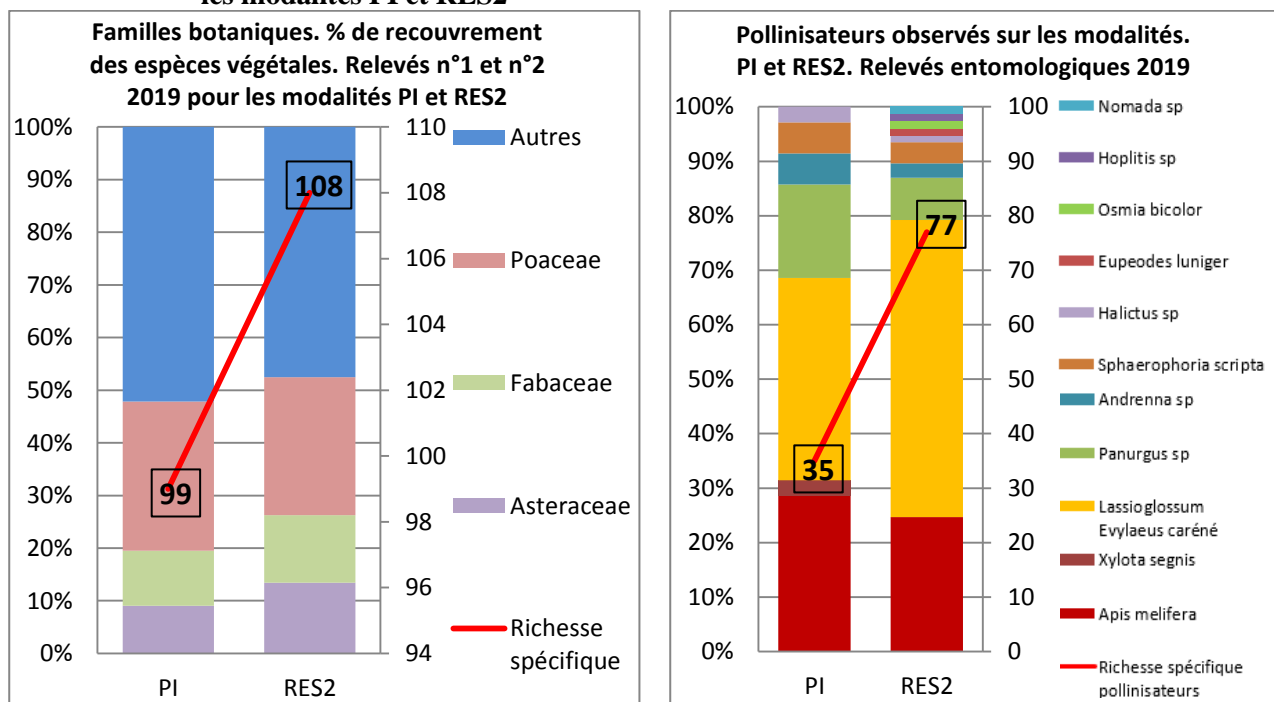 les modalités PI et RES2
Familles botaniques. % de recouvrement
des espèces végétales. Relevés n°1 et n°2
2019 pour les modalités PI et RES2
100%
90%
80%
70%
60%
50%
40%
30%
20%
10%
0%
110
108
106
104
102
100
98
96
94
108
99
PI
RES2
Autres
Poaceae
Fabaceae
Asteraceae
Richesse
spécifique
Pollinisateurs observés sur les modalités.
PI et RES2. Relevés entomologiques 2019
100%
90%
80%
70%
60%
50%
40%
30%
20%
10%
0%
100
90
80
70
60
50
40
30
20
10
0
77
35
PI
RES2
Nomada sp
Hoplitis sp
Osmia bicolor
Eupeodes luniger
Halictus sp
Sphaerophoria scripta
Andrenna sp
Panurgus sp
Lassioglossum
Evylaeus caréné
Xylota segnis
Apis melifera
Richesse spécifique
pollinisateurs